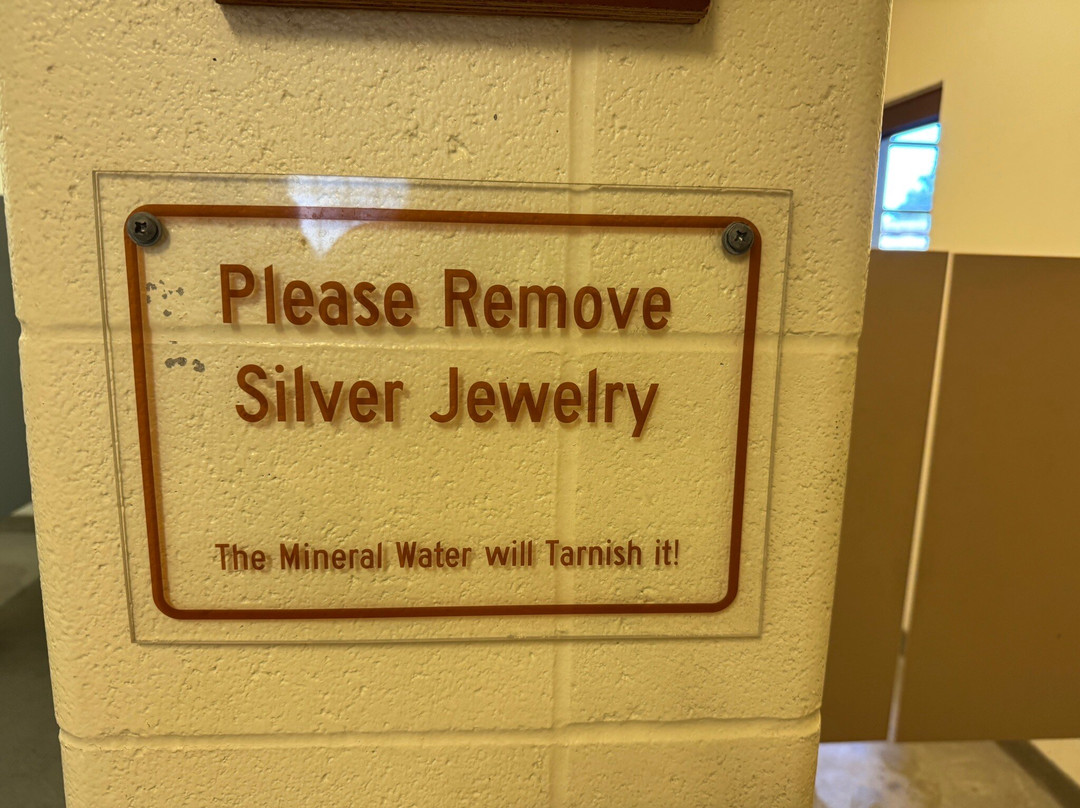 Please Remove
Silver Jewelry
The Mineral Water will Tarnish it!